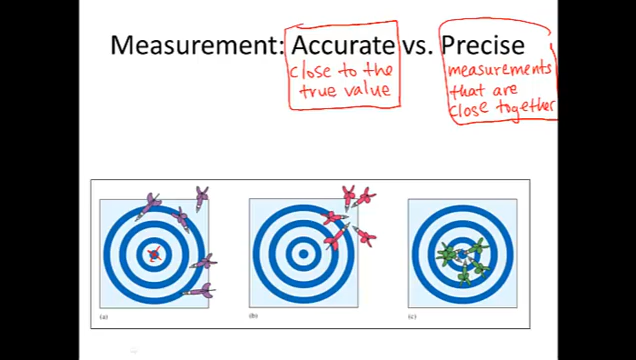 Measurement: Accurate vs. Precise
close to the
true value
measurements
that are
close together
(a)
(b)
(c)